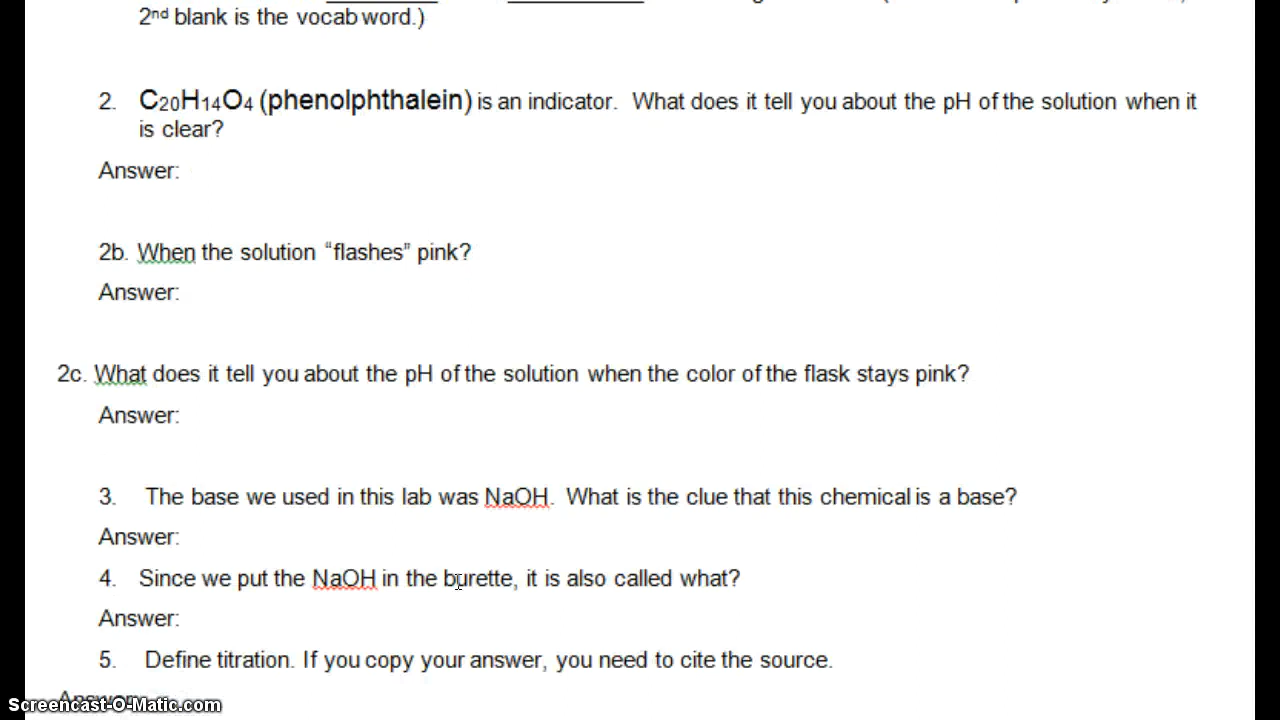 2nd blank is the vocab word.)
2. C20H14O4 (phenolphthalein) is an indicator. What does it tell you about the pH of the solution when it
is clear?
Answer:
2b. When the solution “flashes” pink?
Answer:
2c. What does it tell you about the pH of the solution when the color of the flask stays pink?
Answer:
3. The base we used in this lab was NaOH. What is the clue that this chemical is a base?
Answer:
4. Since we put the NaOH in the burette, it is also called what?
Answer:
5. Define titration. If you copy your answer, you need to cite the source.
Answer:
Screencast-O-Matic.com